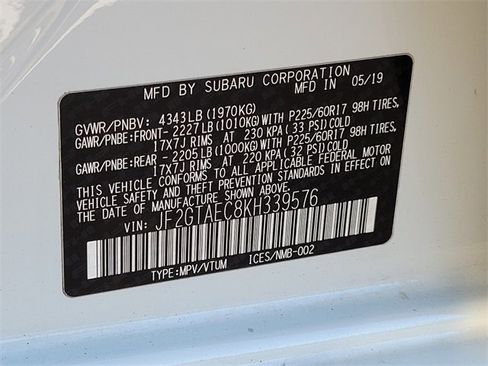 MFD BY SUBARU CORPORATION
MFD IN 05/19
GVWR/PNBV: 4343LB(1970KG)
GAWR/PNBE:FRONT- 2227LB(1010KG)WITH P225/60R17 98H TIRES,
17X7J RIMS AT 230 KPA( 33 PSI)COLD
GAWR/PNBE:REAR - 2205LB(1000KG)WITH P225/60R17 98H TIRES,
17X7J RIMS AT 220 KPA( 32 PSI)COLD
THIS VEHICLE CONFORMS TO ALL APPLICABLE FEDERAL MOTOR
VEHICLE SAFETY, BUMPER, AND THEFT PREVENTION STANDARDS
IN EFFECT ON THE DATE OF MANUFACTURE SHOWN ABOVE.
VIN: JF2GTAEC8KH339576
TYPE:MPV/VTUM ICES/NMB-002